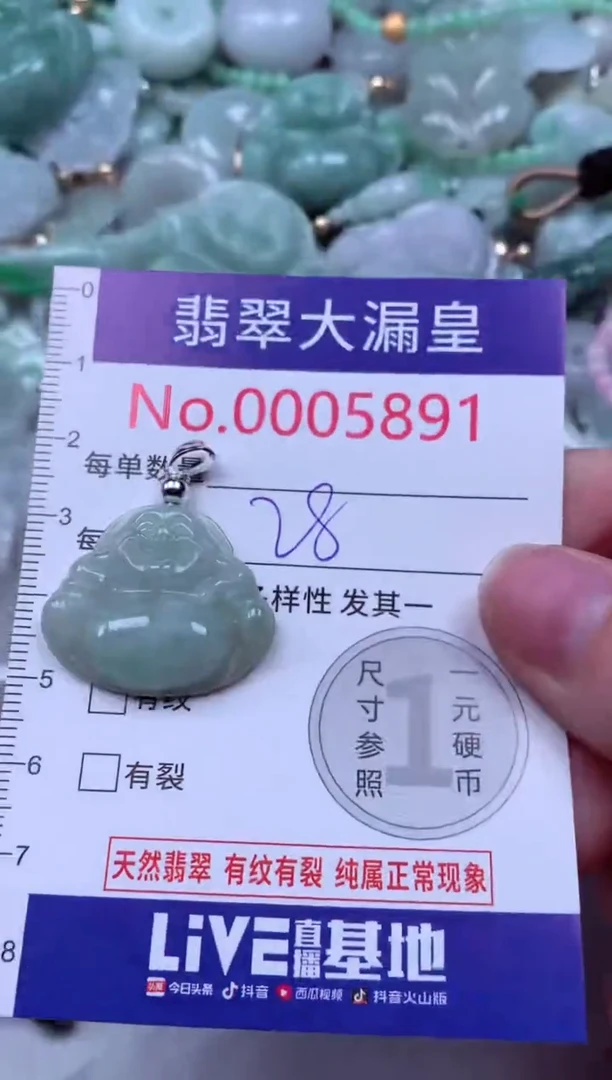 0
翡翠大漏皇
1
No.0005891
2
每单数量
3
28
每
多样性 发其一
5
有纹
尺寸参照
1
一元硬币
6
有裂
7
天然翡翠 有纹有裂 纯属正常现象
8
LiVE直播基地
今日头条 抖音 西瓜视频 抖音火山版